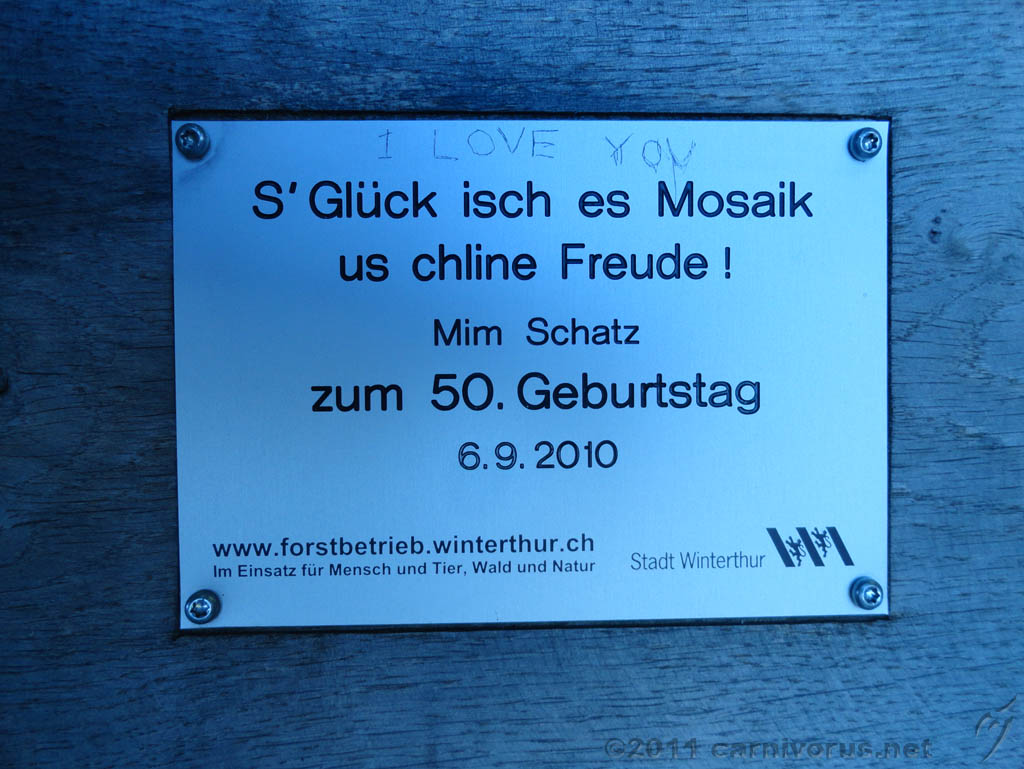 I LOVE YOU
S' Glück isch es Mosaik
us chline Freude !
Mim Schatz
zum 50. Geburtstag
6.9.2010
www.forstbetrieb.winterthur.ch
Im Einsatz für Mensch und Tier, Wald und Natur
Stadt Winterthur
©2011 carnivorus.net